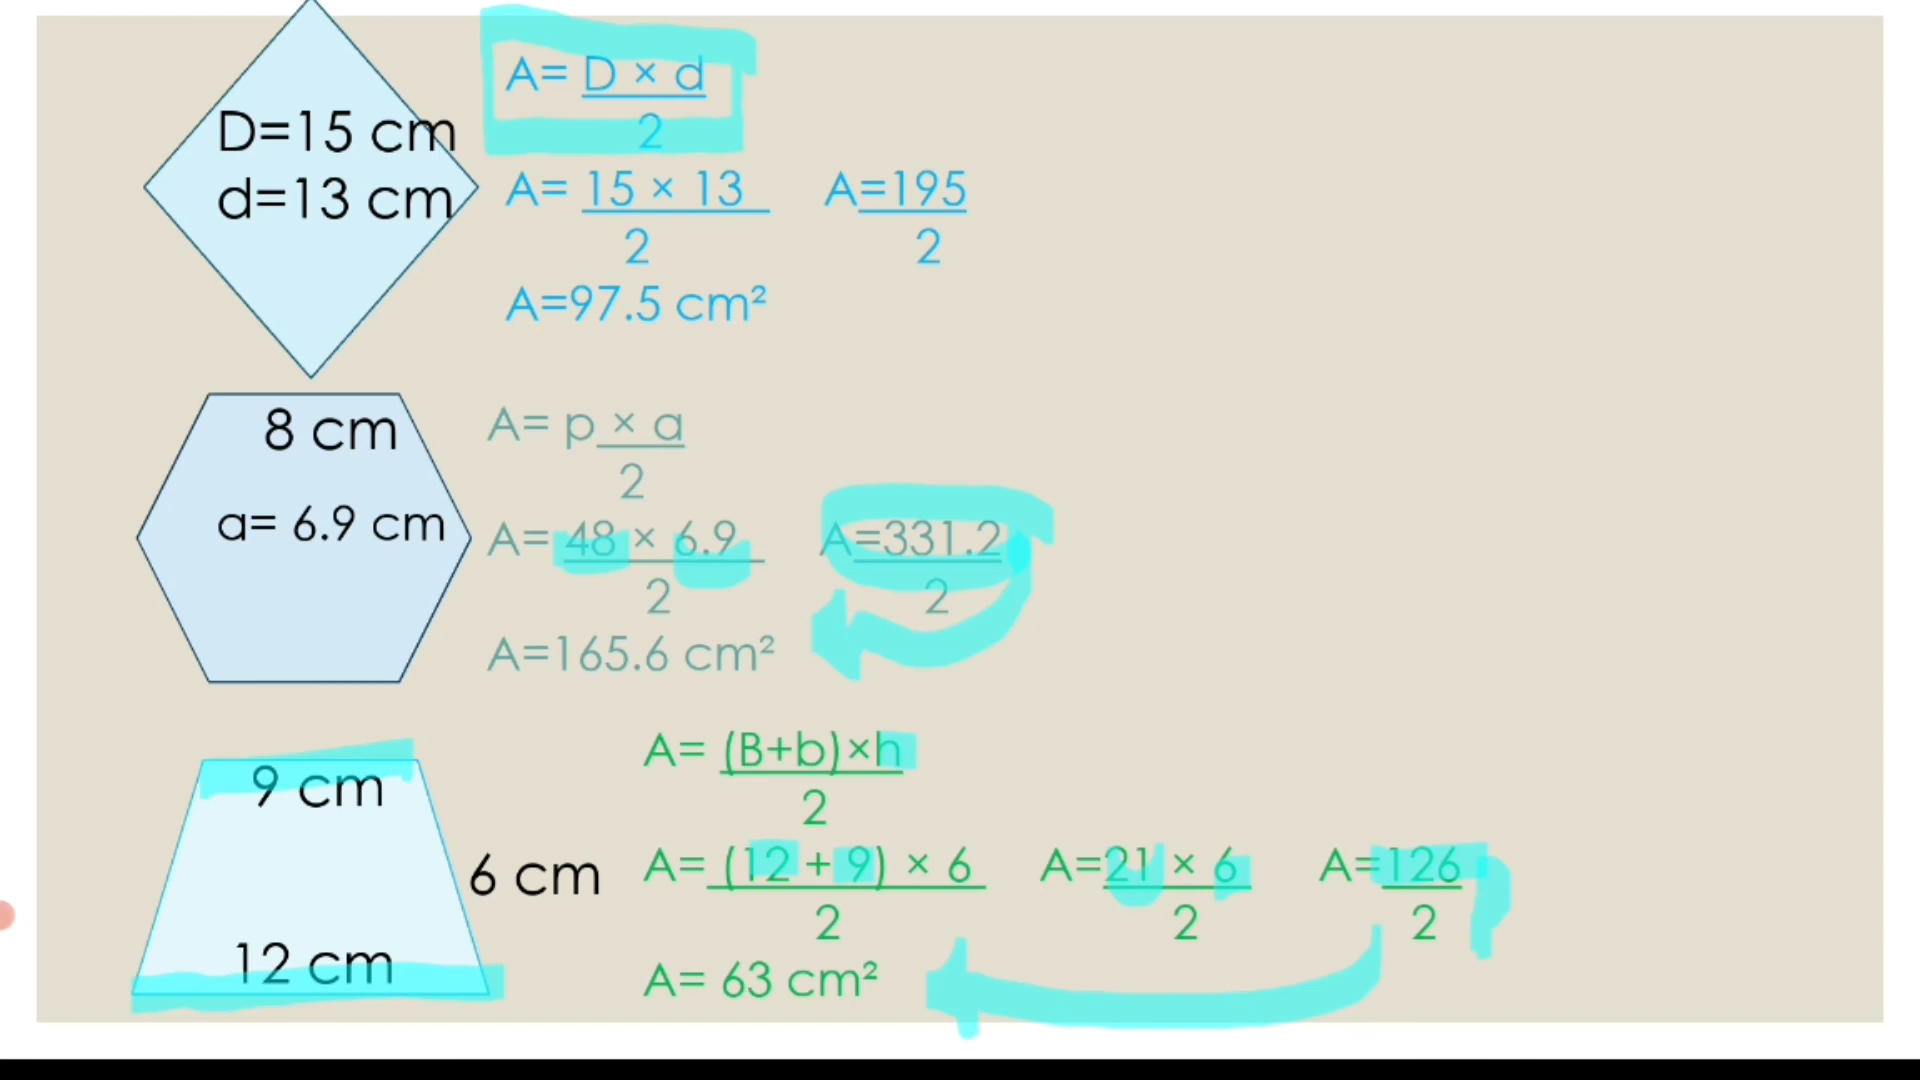 D=15 cm
d=13 cm
A= D × d
2
A= 15 × 13
2
A=195
2
A=97.5 cm²
8 cm
a= 6.9 cm
A= p × a
2
A= 48 × 6.9
2
A=331.2
2
A=165.6 cm²
9 cm
6 cm
12 cm
A= (B+b)×h
2
A= (12 + 9) × 6
2
A=21 × 6
2
A=126
2
A= 63 cm²